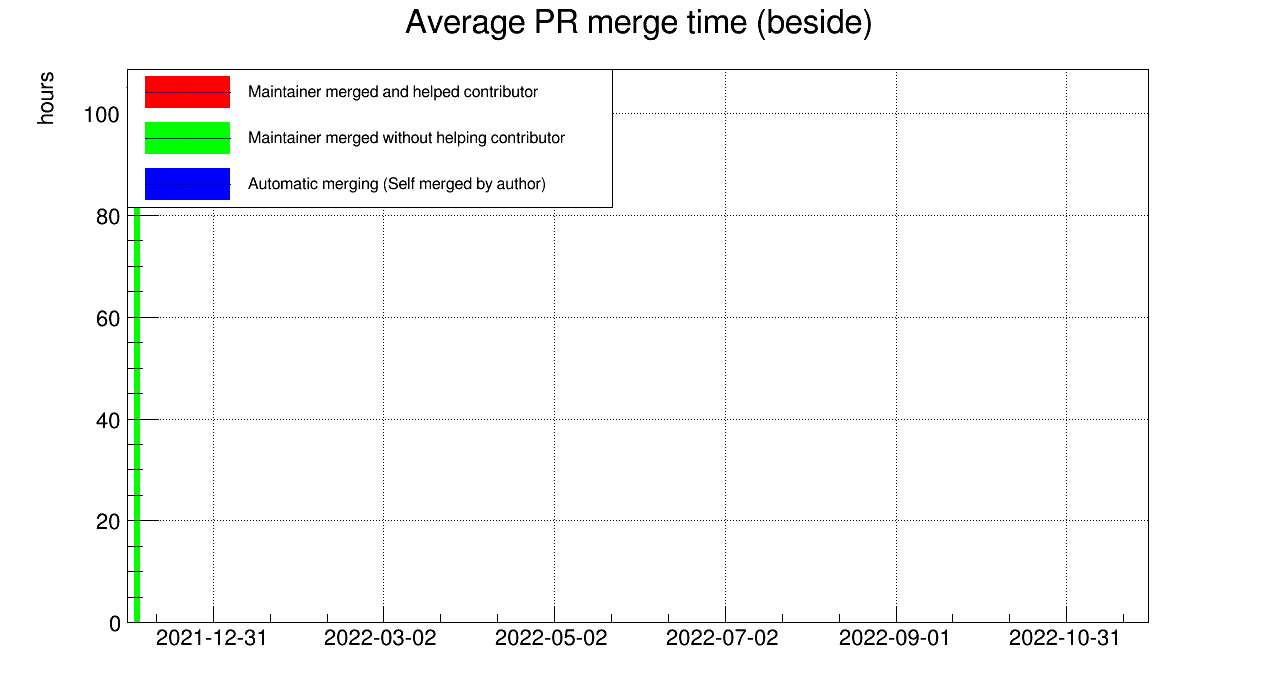 Average PR merge time (beside)
hours
Maintainer merged and helped contributor
Maintainer merged without helping contributor
Automatic merging (Self merged by author)
100
80
60
40
20
0
2021-12-31
2022-03-02
2022-05-02
2022-07-02
2022-09-01
2022-10-31